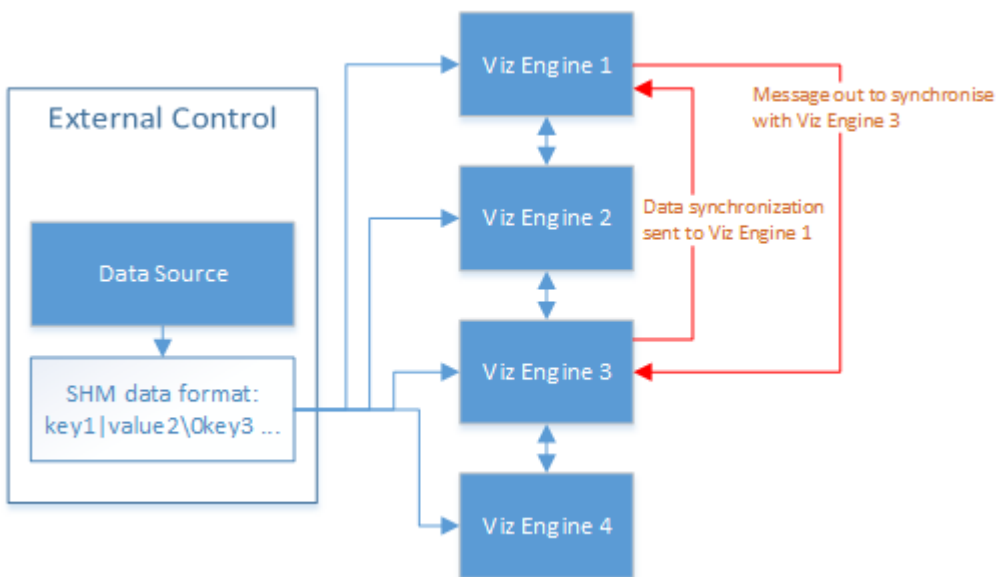 External Control
Data Source
SHM data format:
key1|value2\0key3 ...
Viz Engine 1
Viz Engine 2
Viz Engine 3
Viz Engine 4
Message out to synchronise
with Viz Engine 3
Data synchronization
sent to Viz Engine 1